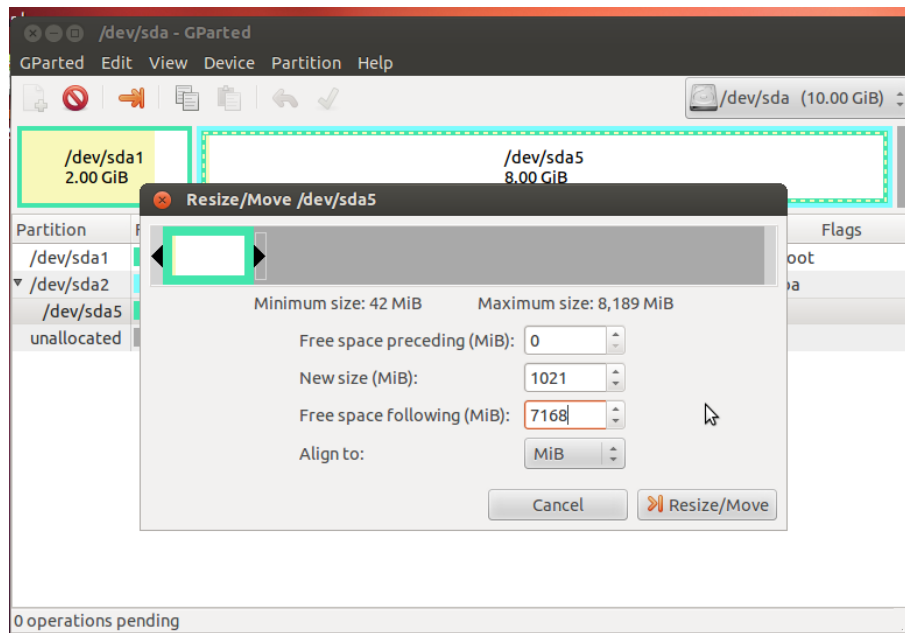 /dev/sda - GParted
GParted Edit View Device Partition Help
/dev/sda (10.00 GiB)
/dev/sda1
2.00 GiB
/dev/sda5
8.00 GiB
Resize/Move /dev/sda5
Partition
Flags
/dev/sda1
oot
/dev/sda2
ba
/dev/sda5
unallocated
Minimum size: 42 MiB Maximum size: 8,189 MiB
Free space preceding (MiB): 0
New size (MiB): 1021
Free space following (MiB): 7168
Align to: MiB
Cancel
Resize/Move
0 operations pending